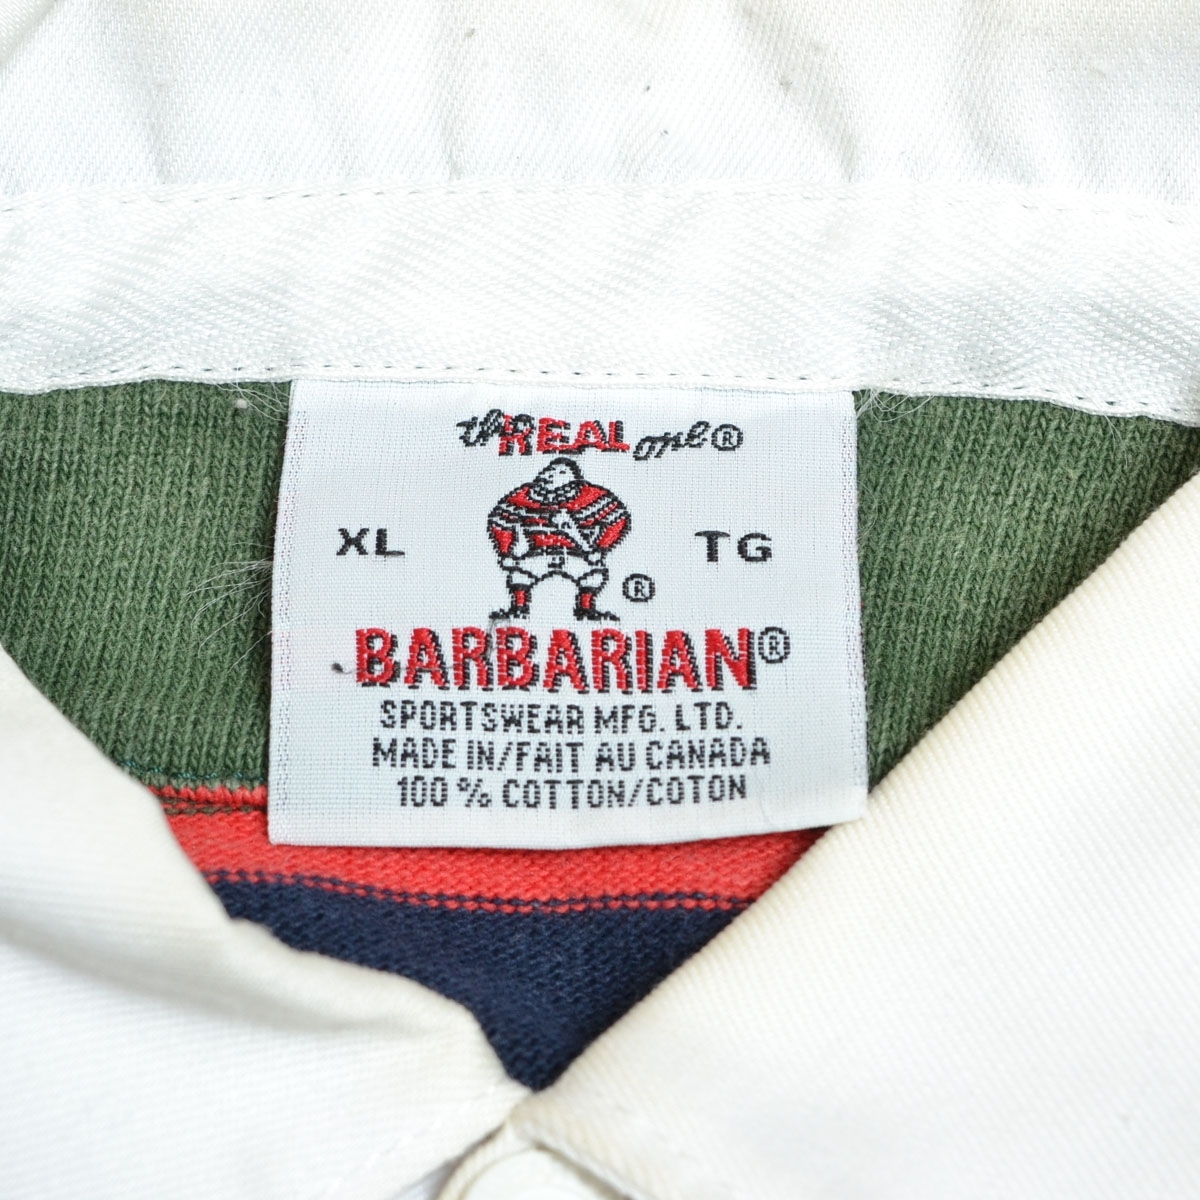 the REAL one®
XL TG
®
BARBARIAN®
SPORTSWEAR MFG. LTD.
MADE IN/FAIT AU CANADA
100 % COTTON/COTON